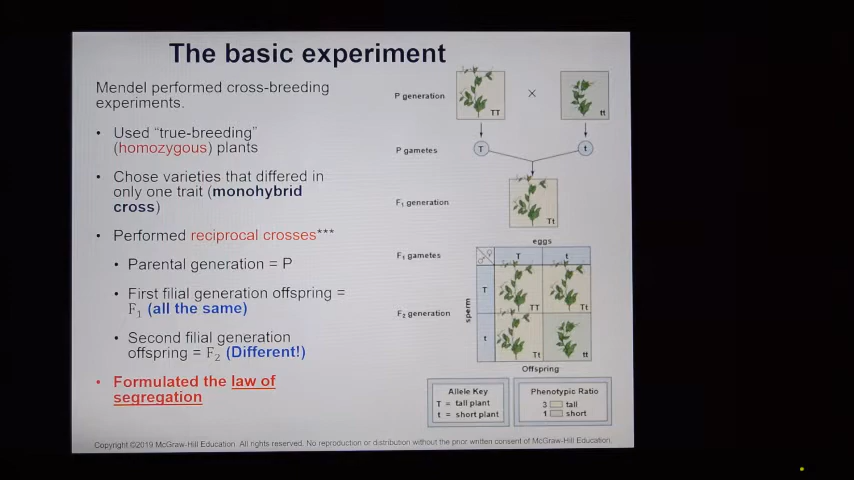 The basic experiment
Mendel performed cross-breeding
experiments.
• Used “true-breeding”
(homozygous) plants
• Chose varieties that differed in
only one trait (monohybrid
cross)
• Performed reciprocal crosses***
• Parental generation = P
• First filial generation offspring =
F₁ (all the same)
• Second filial generation
offspring = F₂ (Different!)
• Formulated the law of
segregation
P generation
TT
×
tt
P gametes
T
t
F₁ generation
Tt
eggs
F₁ gametes
T
t
F₂ generation
sperm
T
TT
Tt
t
Tt
tt
Offspring
Allele Key
T = tall plant
t = short plant
Phenotypic Ratio
3 tall
1 short
Copyright ©2019 McGraw-Hill Education. All rights reserved. No reproduction or distribution without the prior written consent of McGraw-Hill Education.